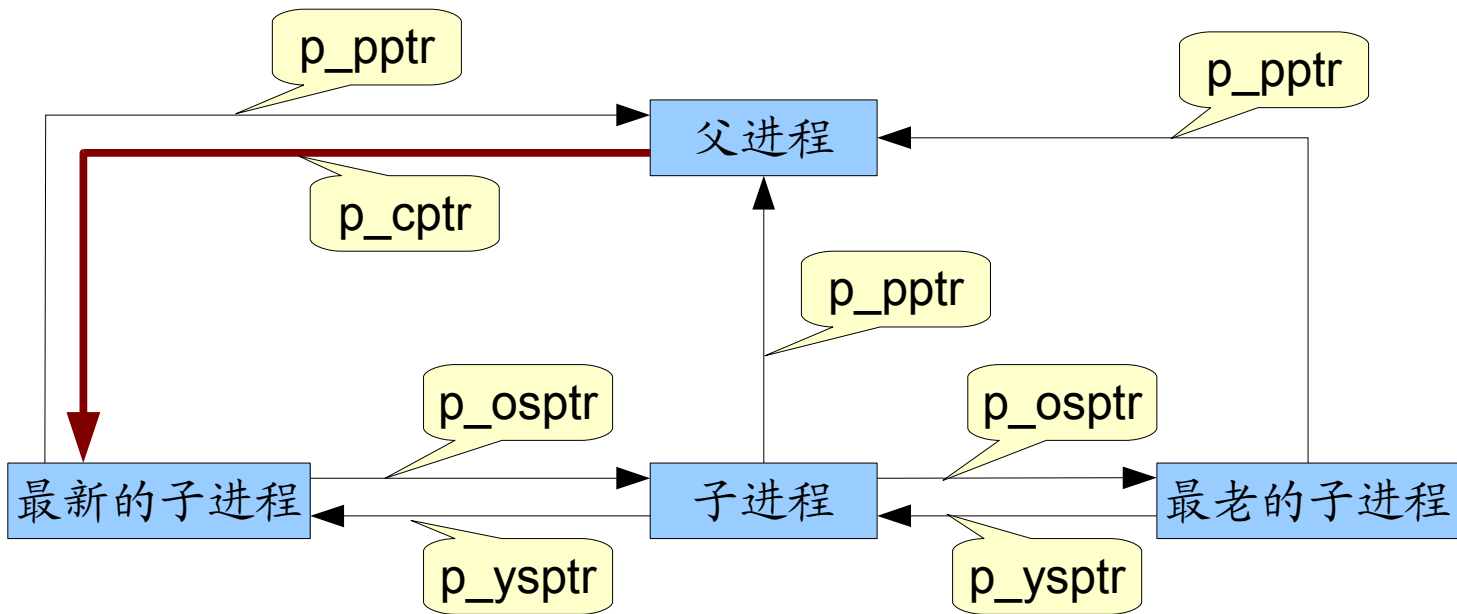 p_pptr
p_pptr
父进程
p_cptr
p_pptr
p_osptr
p_osptr
最新的子进程
子进程
最老的子进程
p_ysptr
p_ysptr